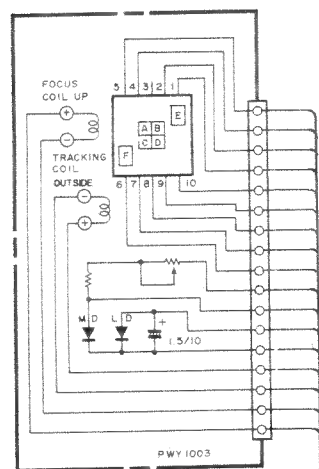 5 4 3 2 1
FOCUS
COIL UP
+
-
E
A B
C D
F
TRACKING
COIL
OUTSIDE
6 7 8 9 10
-
+
M D L D +
1.5/10
PWY1003